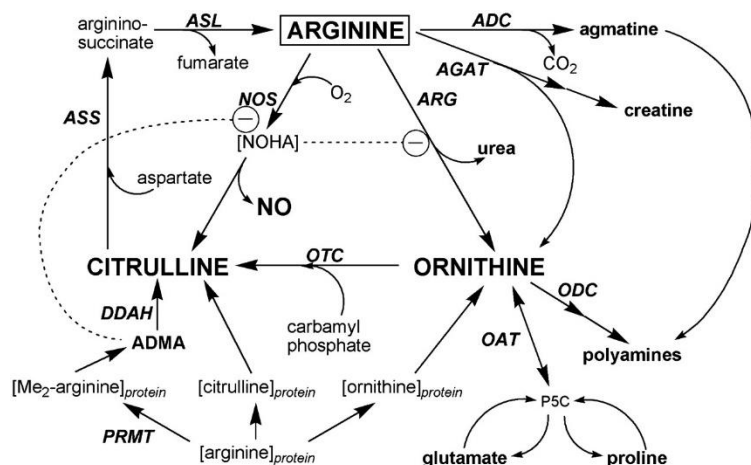 arginino-
succinate
ASL
fumarate
ARGININE
ADC
agmatine
CO2
AGAT
creatine
NOS
O2
ARG
ASS
[NOHA]
urea
aspartate
NO
CITRULLINE
OTC
ORNITHINE
DDAH
carbamyl
phosphate
ODC
ADMA
OAT
polyamines
[Me2-arginine]protein
[citrulline]protein
[ornithine]protein
P5C
PRMT
[arginine]protein
glutamate
proline